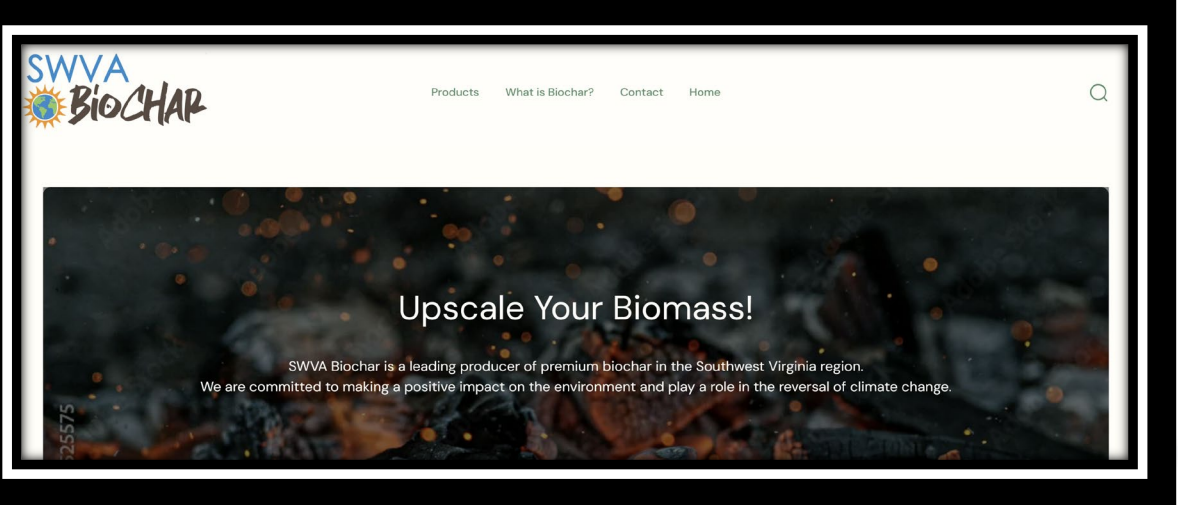 SWVA
BioCHAR
Products What is Biochar? Contact Home
Upscale Your Biomass!
SWVA Biochar is a leading producer of premium biochar in the Southwest Virginia region.
We are committed to making a positive impact on the environment and play a role in the reversal of climate change.